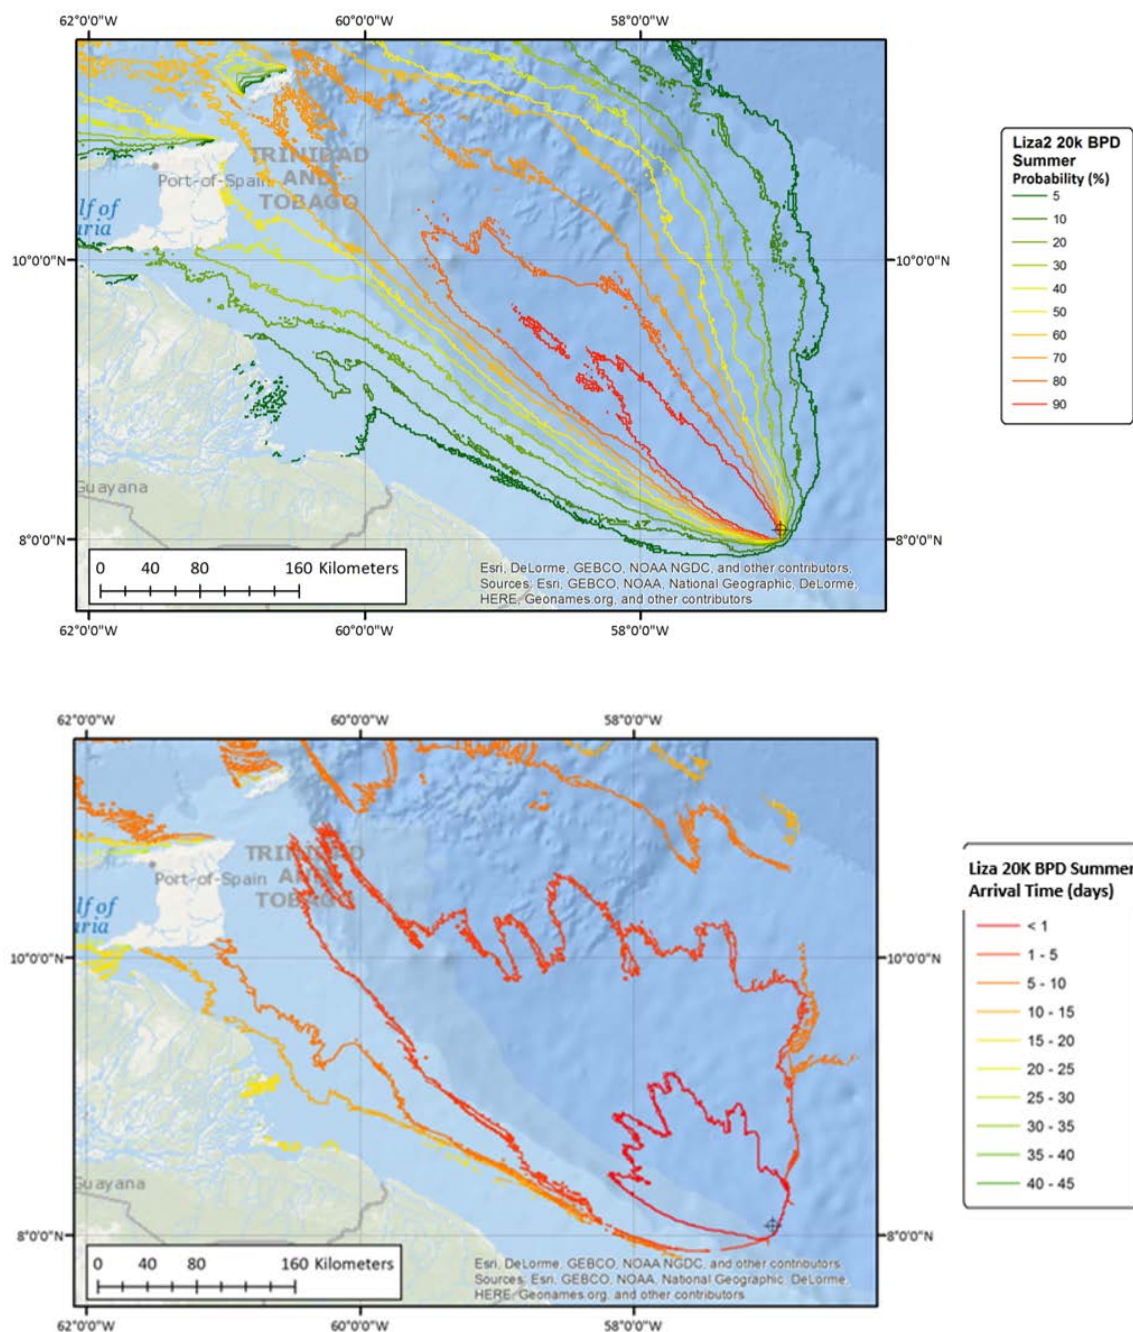 62°0'0"W 60°0'0"W 58°0'0"W
TRINIDAD
AND
TOBAGO
Port-of-Spain
lf of
uria
10°0'0"N 10°0'0"N
Guayana
8°0'0"N 8°0'0"N
0 40 80 160 Kilometers
Esri, DeLorme, GEBCO, NOAA NGDC, and other contributors,
Sources: Esri, GEBCO, NOAA, National Geographic, DeLorme,
HERE, Geonames.org, and other contributors
62°0'0"W 60°0'0"W 58°0'0"W
Liza2 20k BPD
Summer
Probability (%)
5
10
20
30
40
50
60
70
80
90
62°0'0"W 60°0'0"W 58°0'0"W
TRINIDAD
AND
TOBAGO
Port-of-Spain
lf of
uria
10°0'0"N 10°0'0"N
Guayana
8°0'0"N 8°0'0"N
0 40 80 160 Kilometers
Esri, DeLorme, GEBCO, NOAA NGDC, and other contributors
Sources: Esri, GEBCO, NOAA, National Geographic, DeLorme,
HERE, Geonames.org, and other contributors
62°0'0"W 60°0'0"W 58°0'0"W
Liza 20K BPD Summer
Arrival Time (days)
< 1
1 - 5
5 - 10
10 - 15
15 - 20
20 - 25
25 - 30
30 - 35
35 - 40
40 - 45